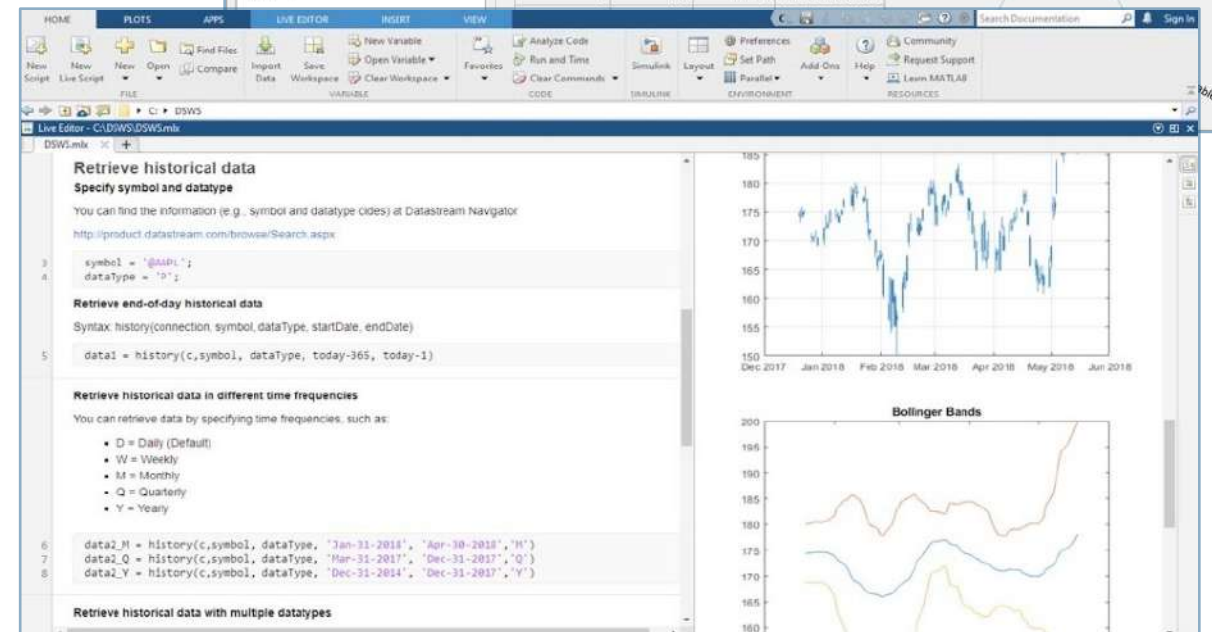 HOME PLOTS APPS LIVE EDITOR INSERT VIEW Search Documentation Sign In
New Script New Live Script New Open Find Files Compare Import Data Save Workspace New Variable Open Variable Clear Workspace Favorites Analyze Code Run and Time Clear Commands Simulink Layout Preferences Set Path Parallel Add-Ons Help Community Request Support Learn MATLAB
FILE VARIABLE CODE SIMULINK ENVIRONMENT RESOURCES
C: DSWS
Live Editor - C:\DSWS\DSWS.mlx
DSWS.mlx +
Retrieve historical data
Specify symbol and datatype
You can find the information (e.g., symbol and datatype cides) at Datastream Navigator
http://product.datastream.com/browse/Search.aspx
3 symbol = '@AAPL';
4 dataType = 'P';
Retrieve end-of-day historical data
Syntax: history(connection, symbol, dataType, startDate, endDate)
5 data1 = history(c,symbol, dataType, today-365, today-1)
Retrieve historical data in different time frequencies
You can retrieve data by specifying time frequencies, such as:
• D = Daily (Default)
• W = Weekly
• M = Monthly
• Q = Quarterly
• Y = Yearly
6 data2_M = history(c,symbol, dataType, 'Jan-31-2018', 'Apr-30-2018','M')
7 data2_Q = history(c,symbol, dataType, 'Mar-31-2017', 'Dec-31-2017','Q')
8 data2_Y = history(c,symbol, dataType, 'Dec-31-2014', 'Dec-31-2017','Y')
Retrieve historical data with multiple datatypes
185
180
175
170
165
160
155
150
Dec 2017 Jan 2018 Feb 2018 Mar 2018 Apr 2018 May 2018 Jun 2018
Bollinger Bands
200
195
190
185
180
175
170
165
160